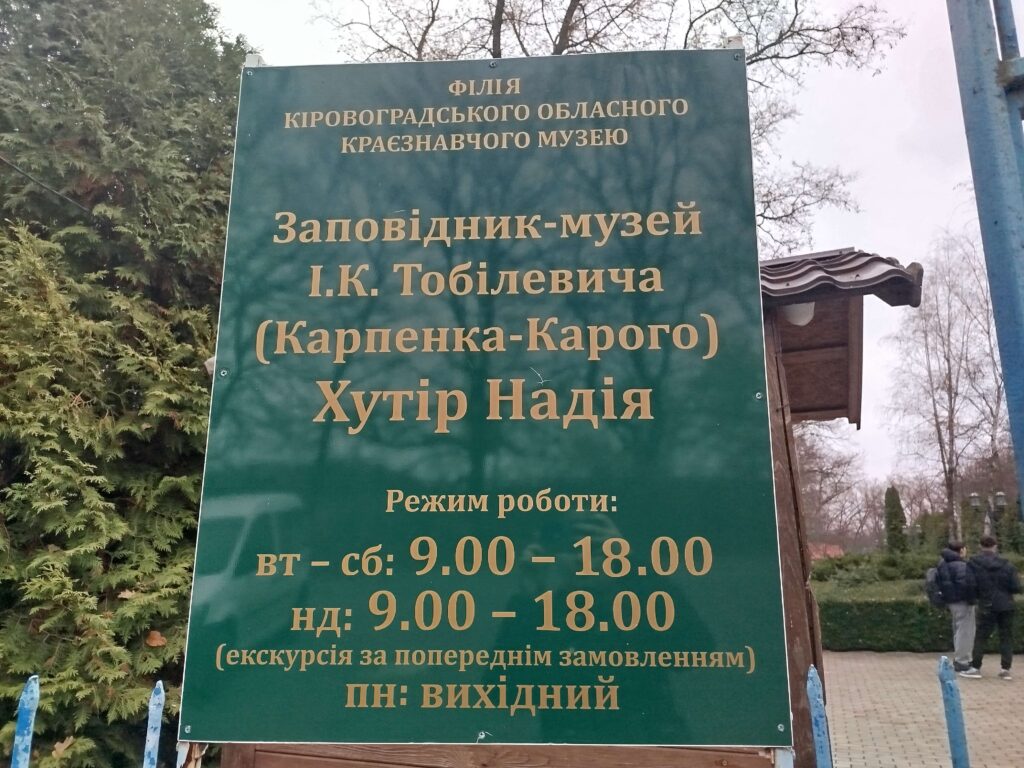 ФІЛІЯ
КІРОВОГРАДСЬКОГО ОБЛАСНОГО
КРАЄЗНАВЧОГО МУЗЕЮ
Заповідник-музей
І.К. Тобілевича
(Карпенка-Карого)
Хутір Надія
Режим роботи:
вт – сб: 9.00 – 18.00
нд: 9.00 – 18.00
(екскурсія за попереднім замовленням)
пн: вихідний